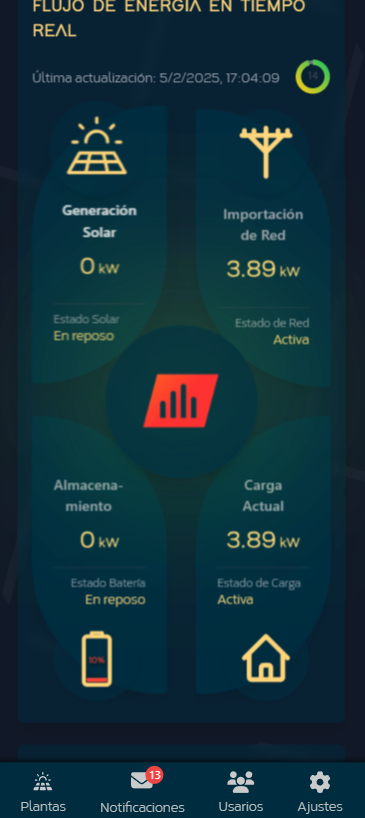 FLUJO DE ENERGÍA EN TIEMPO
REAL
Última actualización: 5/2/2025, 17:04:09
14
Generación
Solar
0 kW
Estado Solar
En reposo
Importación
de Red
3.89 kW
Estado de Red
Activa
Almacena-
miento
0 kW
Estado Batería
En reposo
10%
Carga
Actual
3.89 kW
Estado de Carga
Activa
13
Plantas
Notificaciones
Usarios
Ajustes